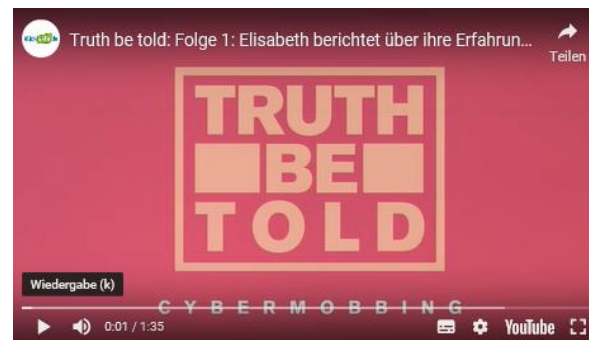 Truth be told: Folge 1: Elisabeth berichtet über ihre Erfahrun...
Teilen
TRUTH
BE
TOLD
Wiedergabe (k)
CYBERMOBBING
0:01 / 1:35
YouTube